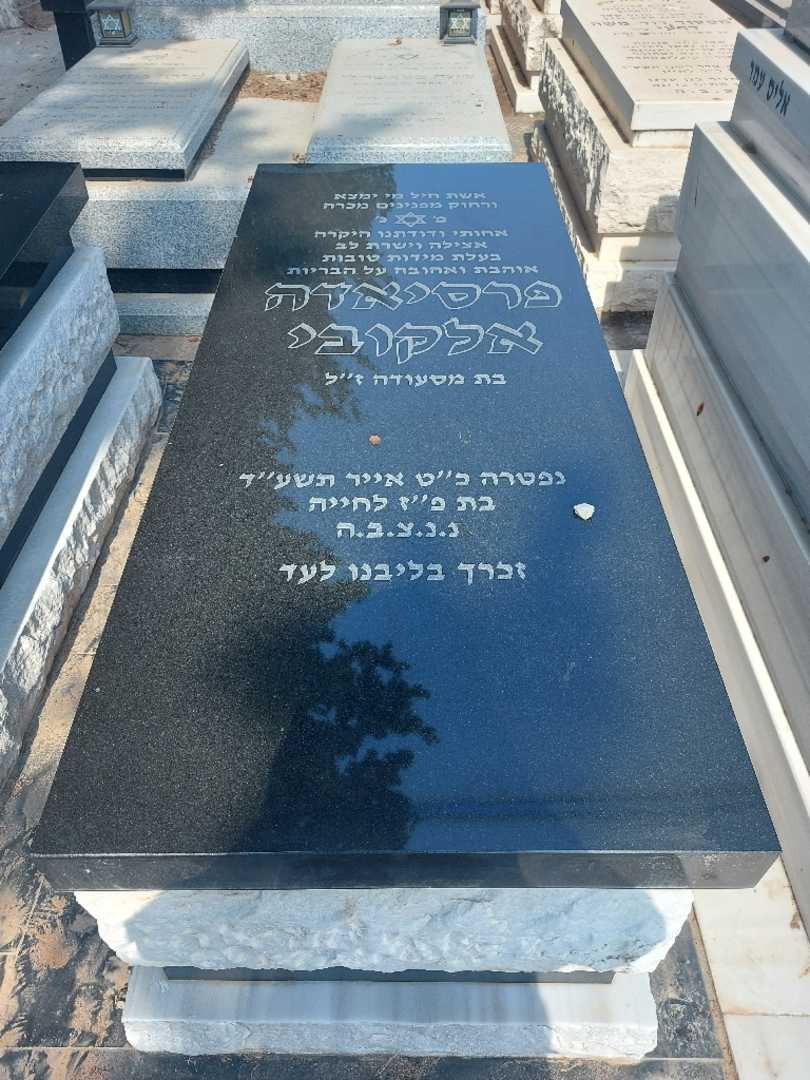 אשת חיל מי ימצא
ורחוק מפנינים מכרה
פ נ
אחותי ודודתנו היקרה
אצילה וישרת לב
בעלת מידות טובות
אוהבת ואהובה על הבריות
פרסיאדה
אלקובי
בת מסעודה ז"ל
נפטרה כ"ט אייר תשע"ד
בת פ"ז לחייה
נ.נ.צ.ב.ה
זכרך בליבנו לעד
אליס עמר